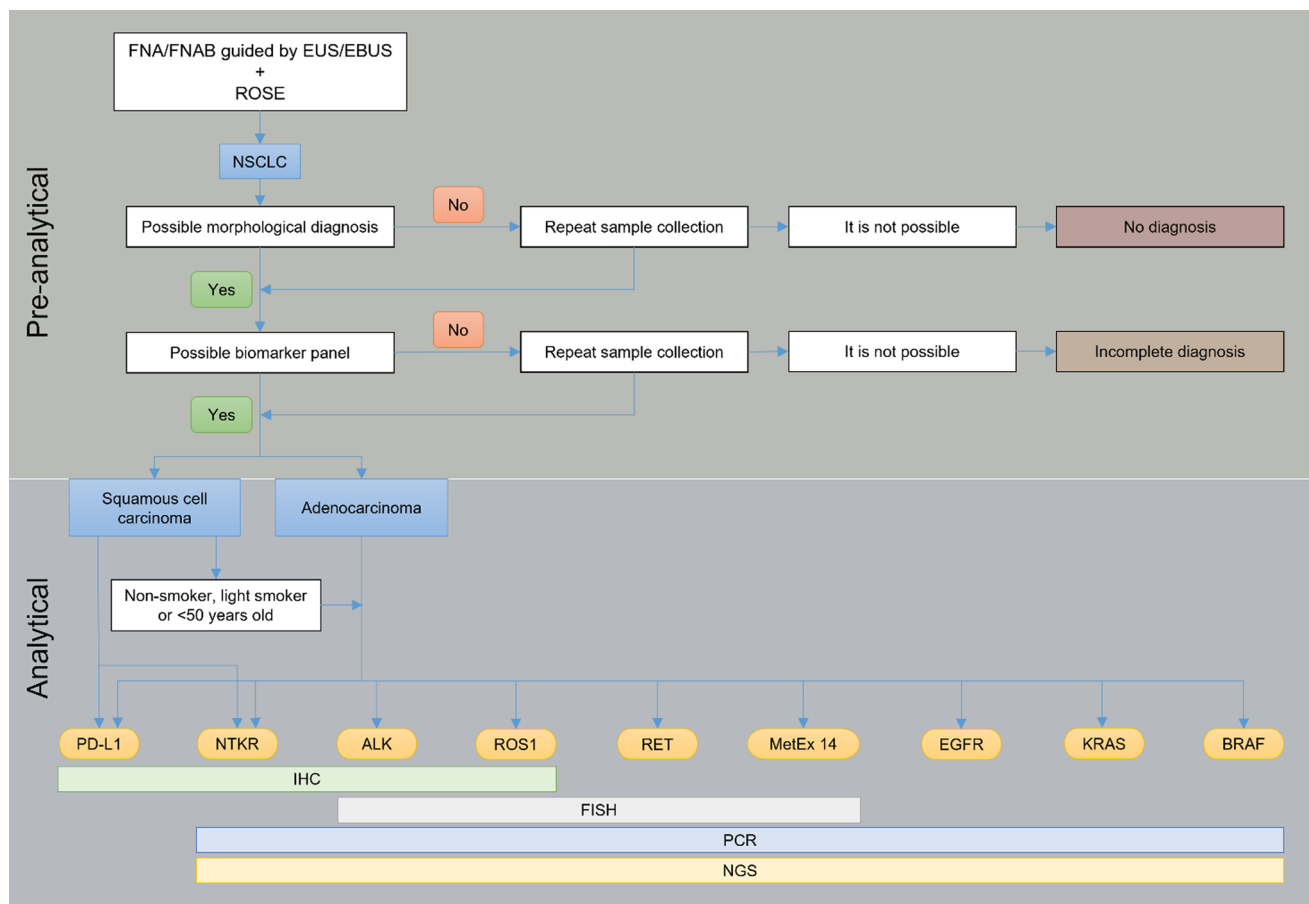 Pre-analytical
FNA/FNAB guided by EUS/EBUS
+
ROSE
NSCLC
Possible morphological diagnosis
No
Repeat sample collection
It is not possible
No diagnosis
Yes
Possible biomarker panel
No
Repeat sample collection
It is not possible
Incomplete diagnosis
Yes
Analytical
Squamous cell
carcinoma
Adenocarcinoma
Non-smoker, light smoker
or <50 years old
PD-L1
NTKR
ALK
ROS1
RET
MetEx 14
EGFR
KRAS
BRAF
IHC
FISH
PCR
NGS